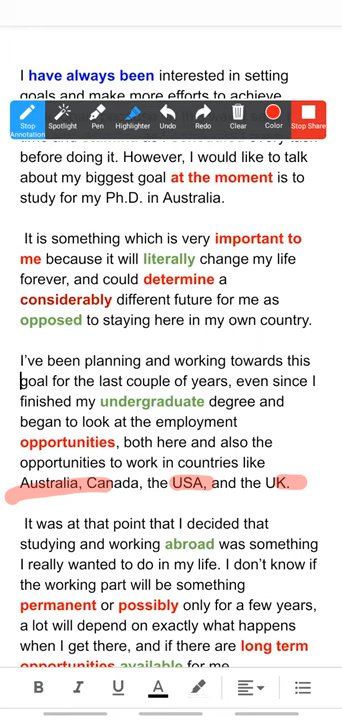 I have always been interested in setting
goals and make more efforts to achieve
Stop Annotation Spotlight Pen Highlighter Undo Redo Clear Color Stop Share
before doing it. However, I would like to talk
about my biggest goal at the moment is to
study for my Ph.D. in Australia.
It is something which is very important to
me because it will literally change my life
forever, and could determine a
considerably different future for me as
opposed to staying here in my own country.
I've been planning and working towards this
goal for the last couple of years, even since I
finished my undergraduate degree and
began to look at the employment
opportunities, both here and also the
opportunities to work in countries like
Australia, Canada, the USA, and the UK.
It was at that point that I decided that
studying and working abroad was something
I really wanted to do in my life. I don't know if
the working part will be something
permanent or possibly only for a few years,
a lot will depend on exactly what happens
when I get there, and if there are long term
opportunities available for me
B I U A